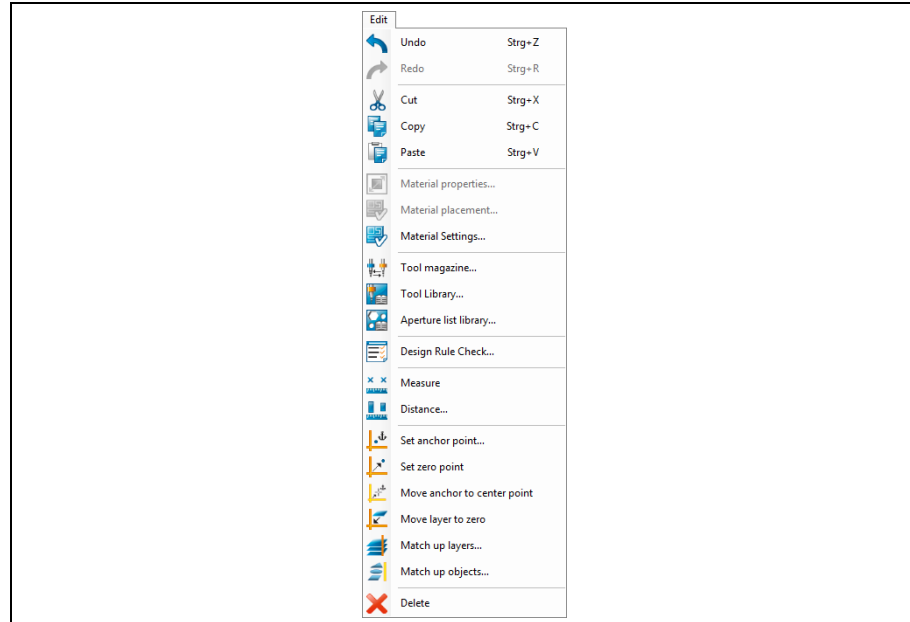 Edit
Undo Strg+Z
Redo Strg+R
Cut Strg+X
Copy Strg+C
Paste Strg+V
Material properties...
Material placement...
Material Settings...
Tool magazine...
Tool Library...
Aperture list library...
Design Rule Check...
Measure
Distance...
Set anchor point...
Set zero point
Move anchor to center point
Move layer to zero
Match up layers...
Match up objects...
Delete